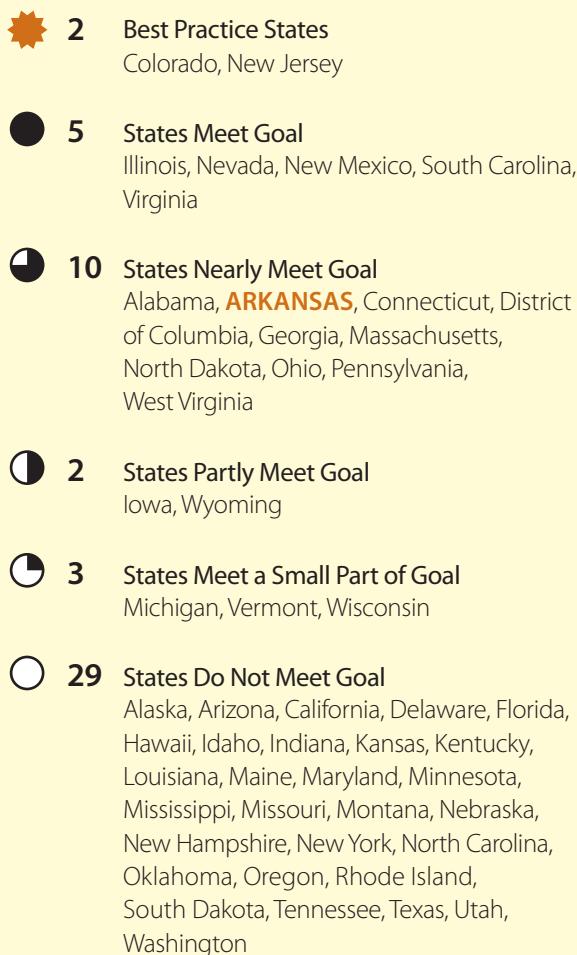 2 Best Practice States
Colorado, New Jersey
5 States Meet Goal
Illinois, Nevada, New Mexico, South Carolina,
Virginia
10 States Nearly Meet Goal
Alabama, ARKANSAS, Connecticut, District
of Columbia, Georgia, Massachusetts,
North Dakota, Ohio, Pennsylvania,
West Virginia
2 States Partly Meet Goal
Iowa, Wyoming
3 States Meet a Small Part of Goal
Michigan, Vermont, Wisconsin
29 States Do Not Meet Goal
Alaska, Arizona, California, Delaware, Florida,
Hawaii, Idaho, Indiana, Kansas, Kentucky,
Louisiana, Maine, Maryland, Minnesota,
Mississippi, Missouri, Montana, Nebraska,
New Hampshire, New York, North Carolina,
Oklahoma, Oregon, Rhode Island,
South Dakota, Tennessee, Texas, Utah,
Washington